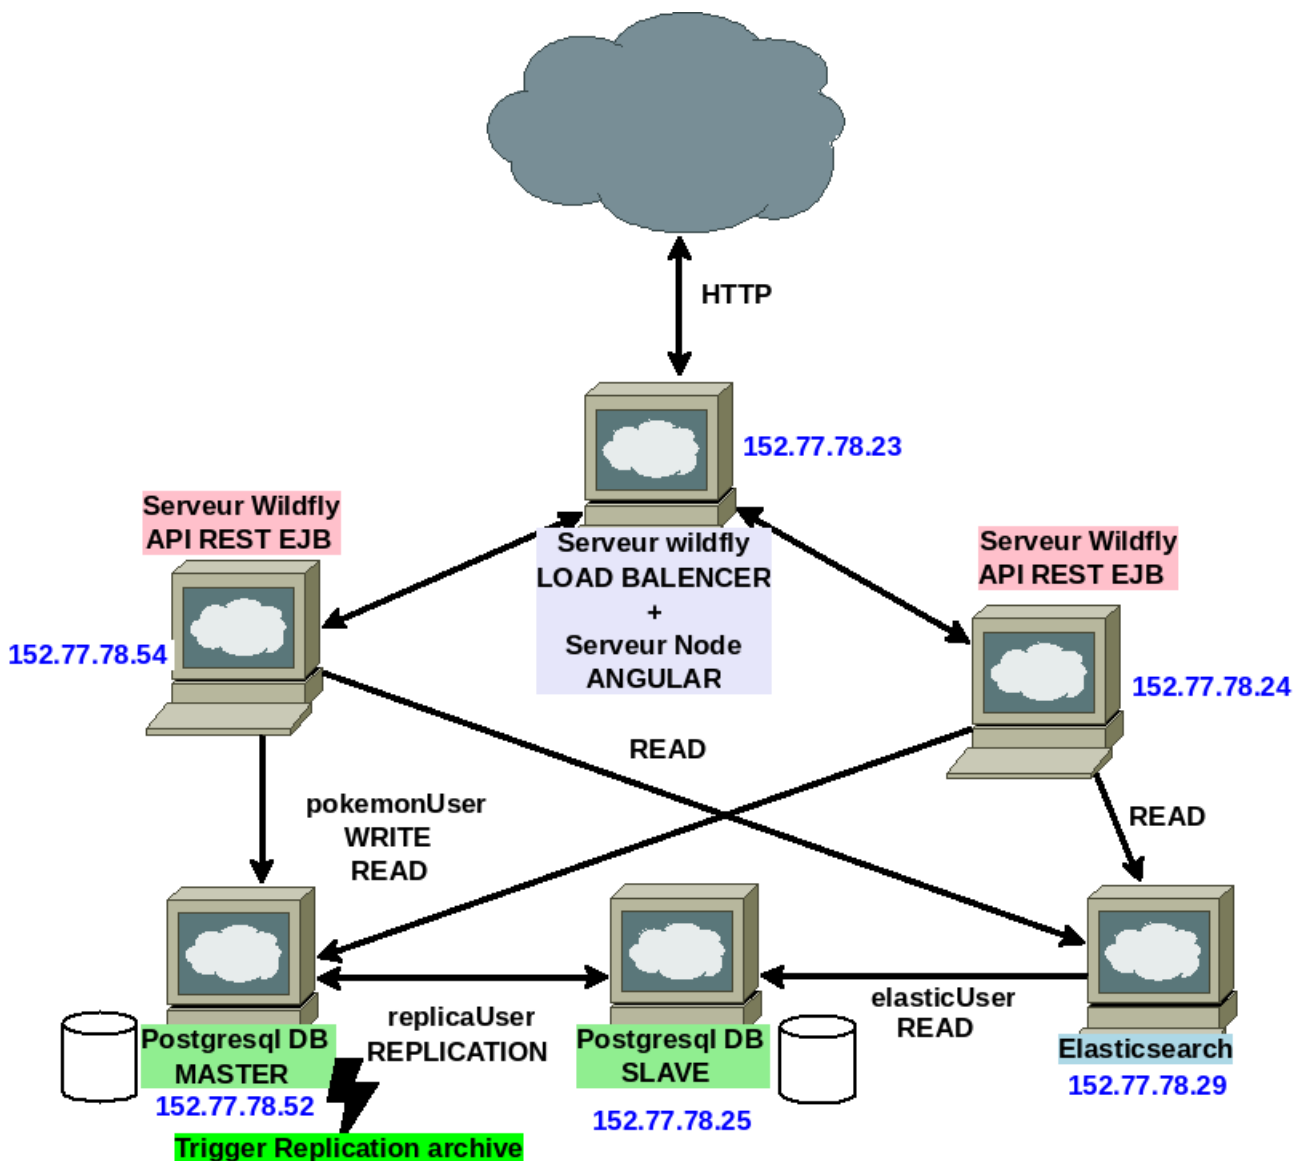 HTTP
152.77.78.23
Serveur Wildfly
API REST EJB
Serveur wildfly
LOAD BALENCER
+
Serveur Node
ANGULAR
Serveur Wildfly
API REST EJB
152.77.78.54
152.77.78.24
READ
pokemonUser
WRITE
READ
READ
replicaUser
REPLICATION
elasticUser
READ
Postgresql DB
MASTER
152.77.78.52
Postgresql DB
SLAVE
152.77.78.25
Elasticsearch
152.77.78.29
Trigger Replication archive